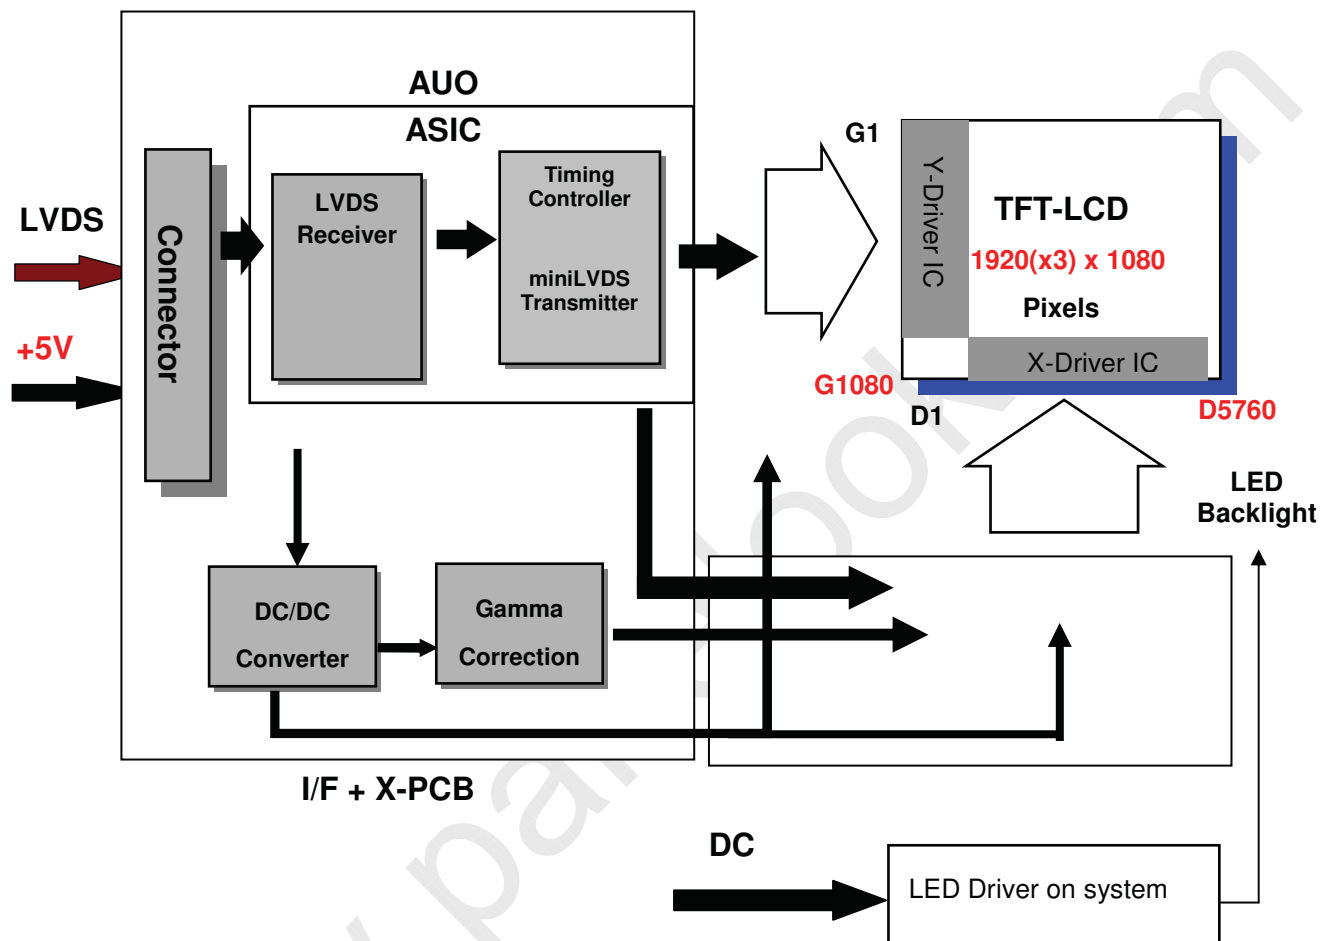 AUO
ASIC
LVDS
+5V
Connector
LVDS
Receiver
Timing
Controller
miniLVDS
Transmitter
G1
Y-Driver IC
TFT-LCD
1920(x3) x 1080
Pixels
X-Driver IC
G1080
D1
D5760
LED
Backlight
DC/DC
Converter
Gamma
Correction
I/F + X-PCB
DC
LED Driver on system